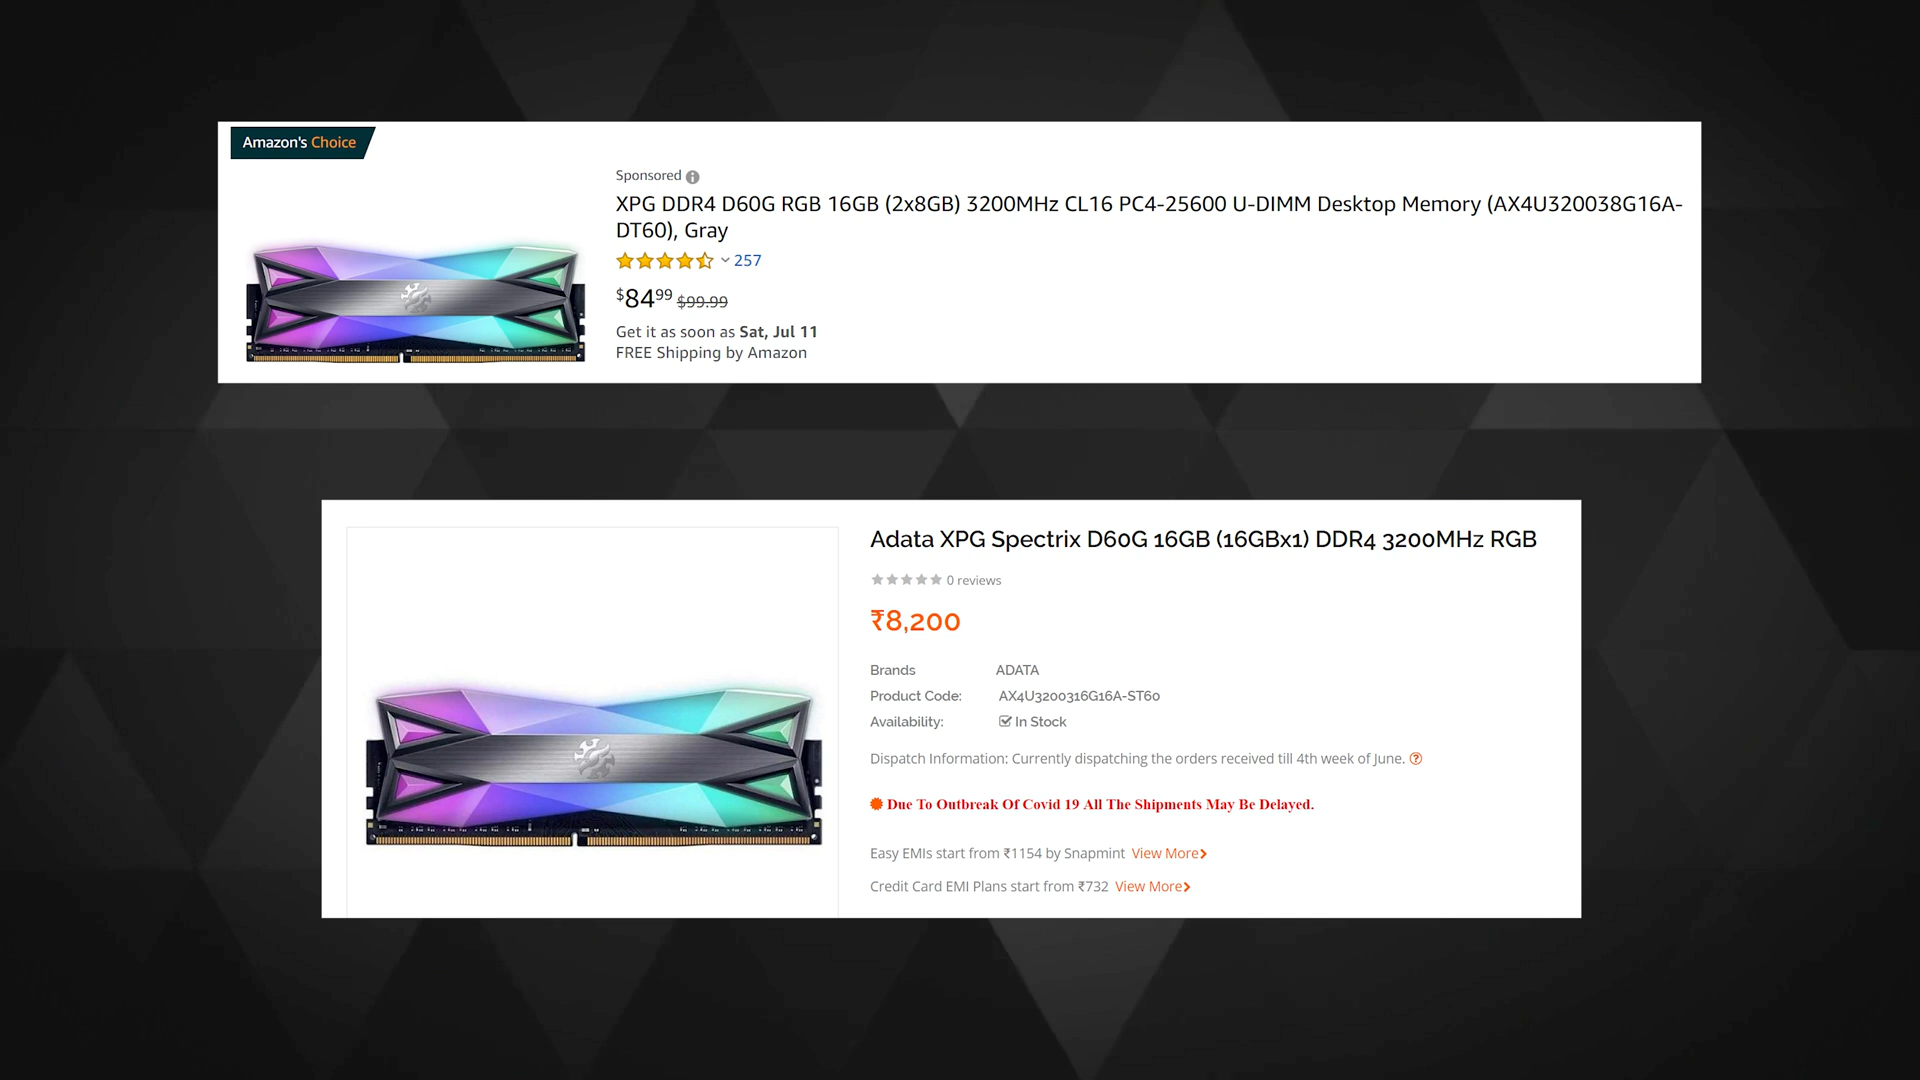 Amazon's Choice
Sponsored
XPG DDR4 D60G RGB 16GB (2x8GB) 3200MHz CL16 PC4-25600 U-DIMM Desktop Memory (AX4U320038G16A-
DT60), Gray
257
$84.99 $99.99
Get it as soon as Sat, Jul 11
FREE Shipping by Amazon
Adata XPG Spectrix D60G 16GB (16GBx1) DDR4 3200MHz RGB
0 reviews
₹8,200
Brands ADATA
Product Code: AX4U3200316G16A-ST60
Availability: In Stock
Dispatch Information: Currently dispatching the orders received till 4th week of June.
Due To Outbreak Of Covid 19 All The Shipments May Be Delayed.
Easy EMIs start from ₹1154 by Snapmint View More
Credit Card EMI Plans start from ₹732 View More